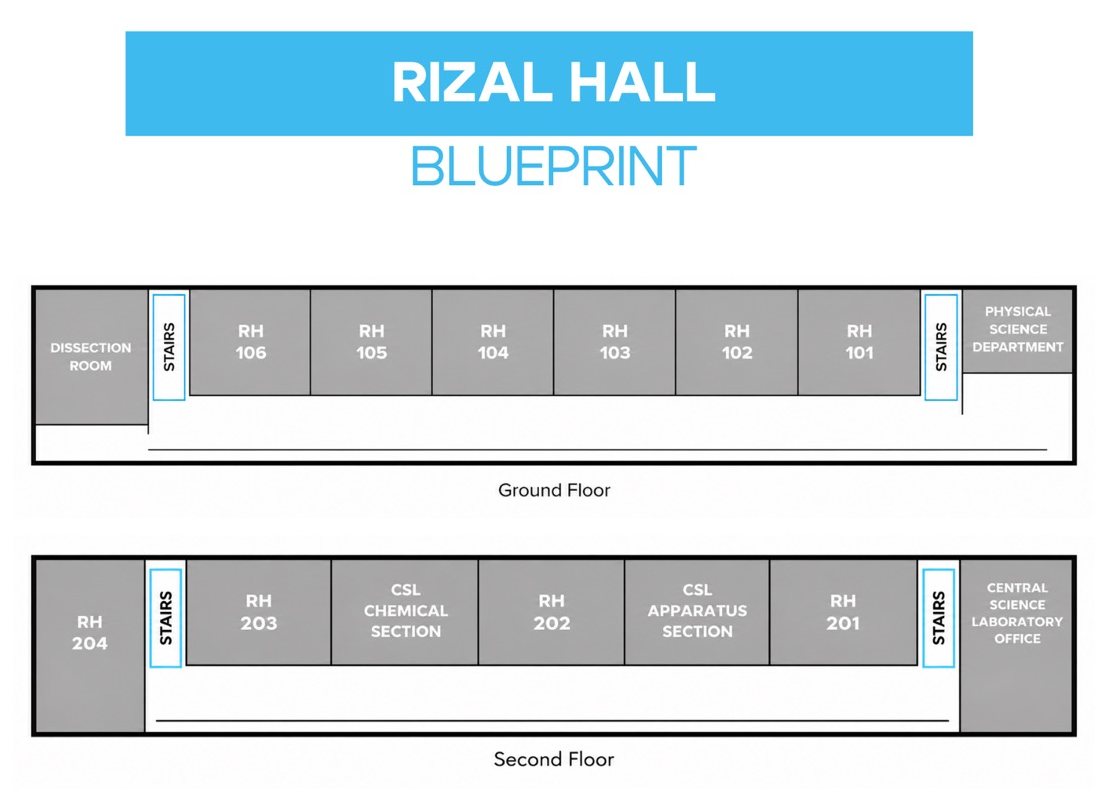 RIZAL HALL
BLUEPRINT
DISSECTION
ROOM
STAIRS
RH
106
RH
105
RH
104
RH
103
RH
102
RH
101
STAIRS
PHYSICAL
SCIENCE
DEPARTMENT
Ground Floor
RH
204
STAIRS
RH
203
CSL
CHEMICAL
SECTION
RH
202
CSL
APPARATUS
SECTION
RH
201
STAIRS
CENTRAL
SCIENCE
LABORATORY
OFFICE
Second Floor